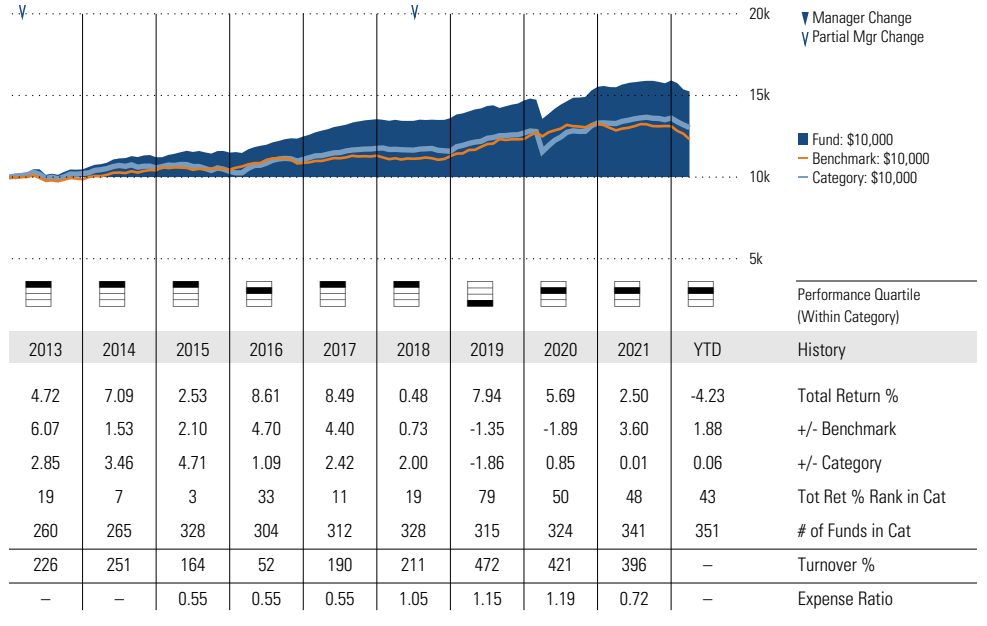 20k
▼ Manager Change
V Partial Mgr Change
15k
Fund: $10,000
Benchmark: $10,000
Category: $10,000
10k
5k
Performance Quartile
(Within Category)
2013 2014 2015 2016 2017 2018 2019 2020 2021 YTD History
4.72 7.09 2.53 8.61 8.49 0.48 7.94 5.69 2.50 -4.23 Total Return %
6.07 1.53 2.10 4.70 4.40 0.73 -1.35 -1.89 3.60 1.88 +/- Benchmark
2.85 3.46 4.71 1.09 2.42 2.00 -1.86 0.85 0.01 0.06 +/- Category
19 7 3 33 11 19 79 50 48 43 Tot Ret % Rank in Cat
260 265 328 304 312 328 315 324 341 351 # of Funds in Cat
226 251 164 52 190 211 472 421 396 – Turnover %
– – 0.55 0.55 0.55 1.05 1.15 1.19 0.72 – Expense Ratio